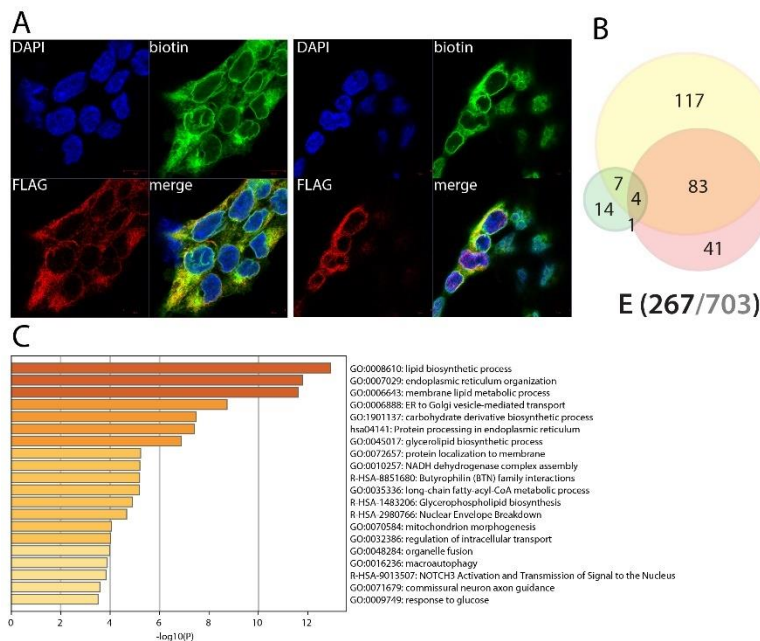 A
DAPI
biotin
FLAG
merge
DAPI
biotin
FLAG
merge
B
117
7
4
83
14
1
41
E (267/703)
C
GO:0008610: lipid biosynthetic process
GO:0007029: endoplasmic reticulum organization
GO:0006643: membrane lipid metabolic process
GO:0006888: ER to Golgi vesicle-mediated transport
GO:1901137: carbohydrate derivative biosynthetic process
hsa04141: Protein processing in endoplasmic reticulum
GO:0045017: glycerolipid biosynthetic process
GO:0072657: protein localization to membrane
GO:0010257: NADH dehydrogenase complex assembly
R-HSA-8851680: Butyrophilin (BTN) family interactions
GO:0035336: long-chain fatty-acyl-CoA metabolic process
R-HSA-1483206: Glycerophospholipid biosynthesis
R-HSA-2980766: Nuclear Envelope Breakdown
GO:0070584: mitochondrion morphogenesis
GO:0032386: regulation of intracellular transport
GO:0048284: organelle fusion
GO:0016236: macroautophagy
R-HSA-9013507: NOTCH3 Activation and Transmission of Signal to the Nucleus
GO:0071679: commissural neuron axon guidance
GO:0009749: response to glucose
0 2 4 6 8 10 12
-log10(P)